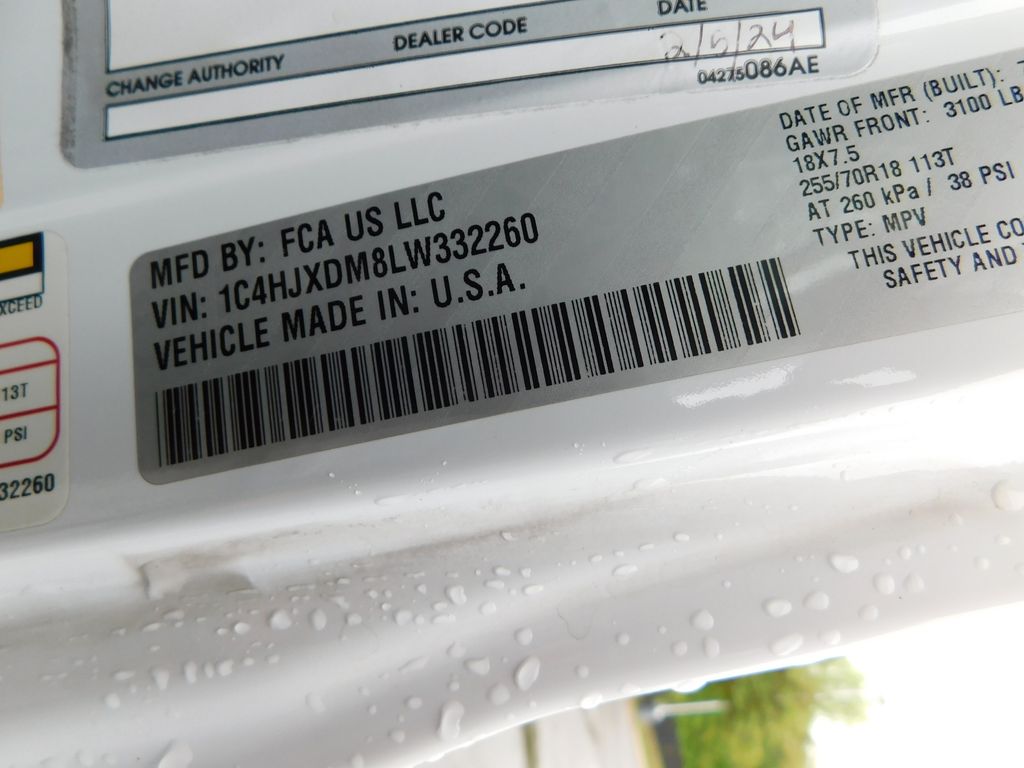 CHANGE AUTHORITY
DEALER CODE
DATE
2/5/24
04275086AE
MFD BY: FCA US LLC
VIN: 1C4HJXDM8LW332260
VEHICLE MADE IN: U.S.A.
DATE OF MFR (BUILT):
GAWR FRONT: 3100 LB
18X7.5
255/70R18 113T
AT 260 kPa / 38 PSI
TYPE: MPV
THIS VEHICLE CO
SAFETY AND
XCEED
13T
PSI
32260